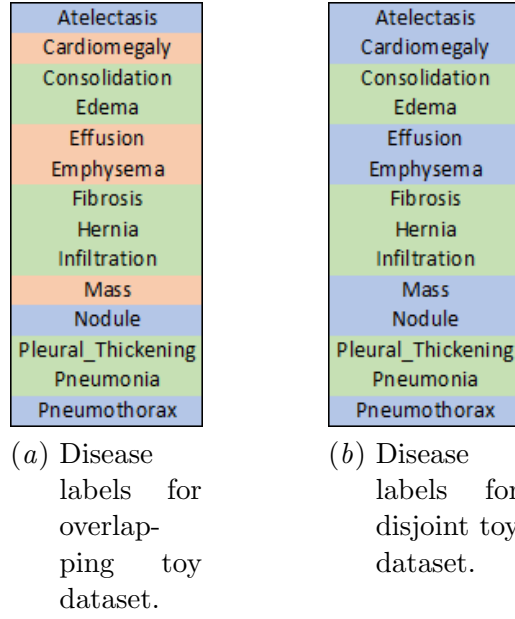 Atelectasis
Cardiomegaly
Consolidation
Edema
Effusion
Emphysema
Fibrosis
Hernia
Infiltration
Mass
Nodule
Pleural_Thickening
Pneumonia
Pneumothorax
(a) Disease
labels for
overlap-
ping toy
dataset.
Atelectasis
Cardiomegaly
Consolidation
Edema
Effusion
Emphysema
Fibrosis
Hernia
Infiltration
Mass
Nodule
Pleural_Thickening
Pneumonia
Pneumothorax
(b) Disease
labels for
disjoint toy
dataset.